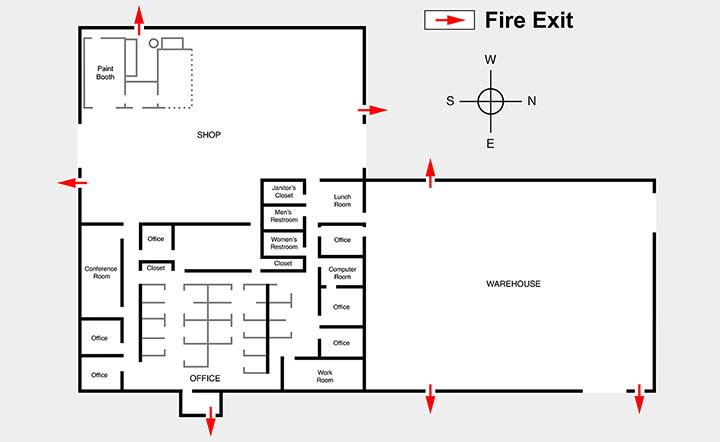 Fire Exit
W
S
N
E
Paint
Booth
SHOP
Janitor's
Closet
Lunch
Room
Men's
Restroom
Women's
Restroom
Closet
Office
Office
Closet
Conference
Room
Computer
Room
WAREHOUSE
Office
Office
Office
Office
Work
Room
OFFICE